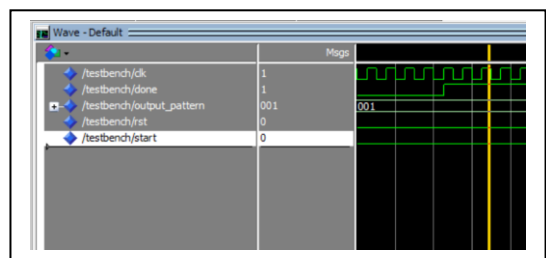 Wave - Default
Msgs
/testbench/clk 1
/testbench/done 1
/testbench/output_pattern 001 001
/testbench/rst 0
/testbench/start 0